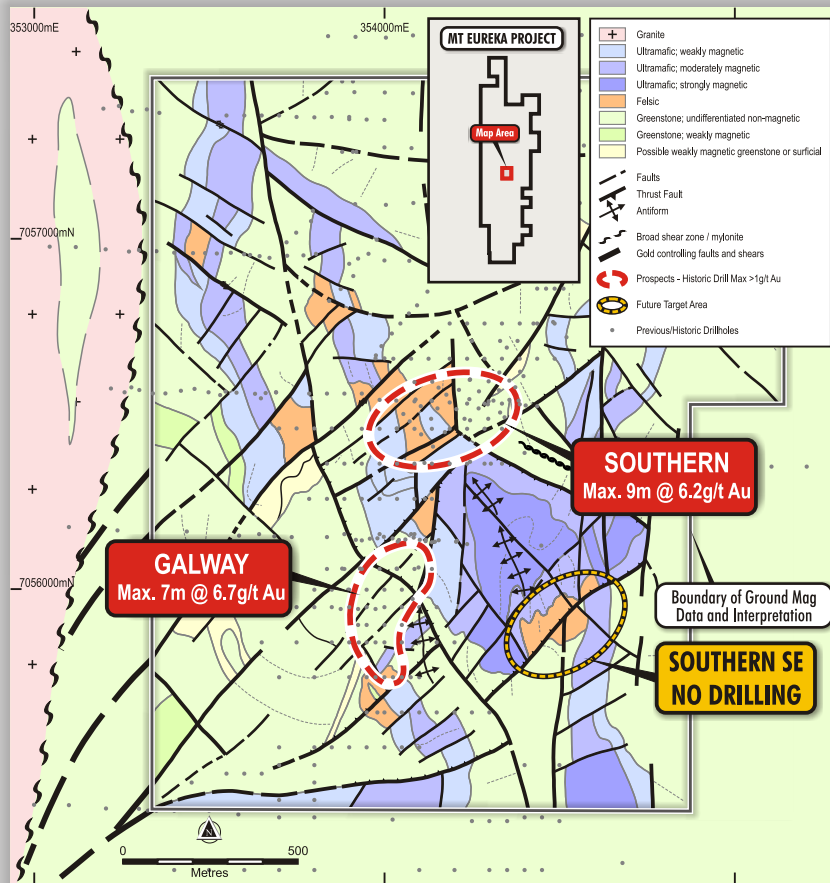 353000mE
354000mE
MT EUREKA PROJECT
Map Area
Granite
Ultramafic; weakly magnetic
Ultramafic; moderately magnetic
Ultramafic; strongly magnetic
Felsic
Greenstone; undifferentiated non-magnetic
Greenstone; weakly magnetic
Possible weakly magnetic greenstone or surficial
Faults
Thrust Fault
Antiform
Broad shear zone / mylonite
Gold controlling faults and shears
Prospects - Historic Drill Max >1g/t Au
Future Target Area
Previous/Historic Drillholes
7057000mN
SOUTHERN
Max. 9m @ 6.2g/t Au
GALWAY
Max. 7m @ 6.7g/t Au
7056000mN
Boundary of Ground Mag
Data and Interpretation
SOUTHERN SE
NO DRILLING
N
0
500
Metres